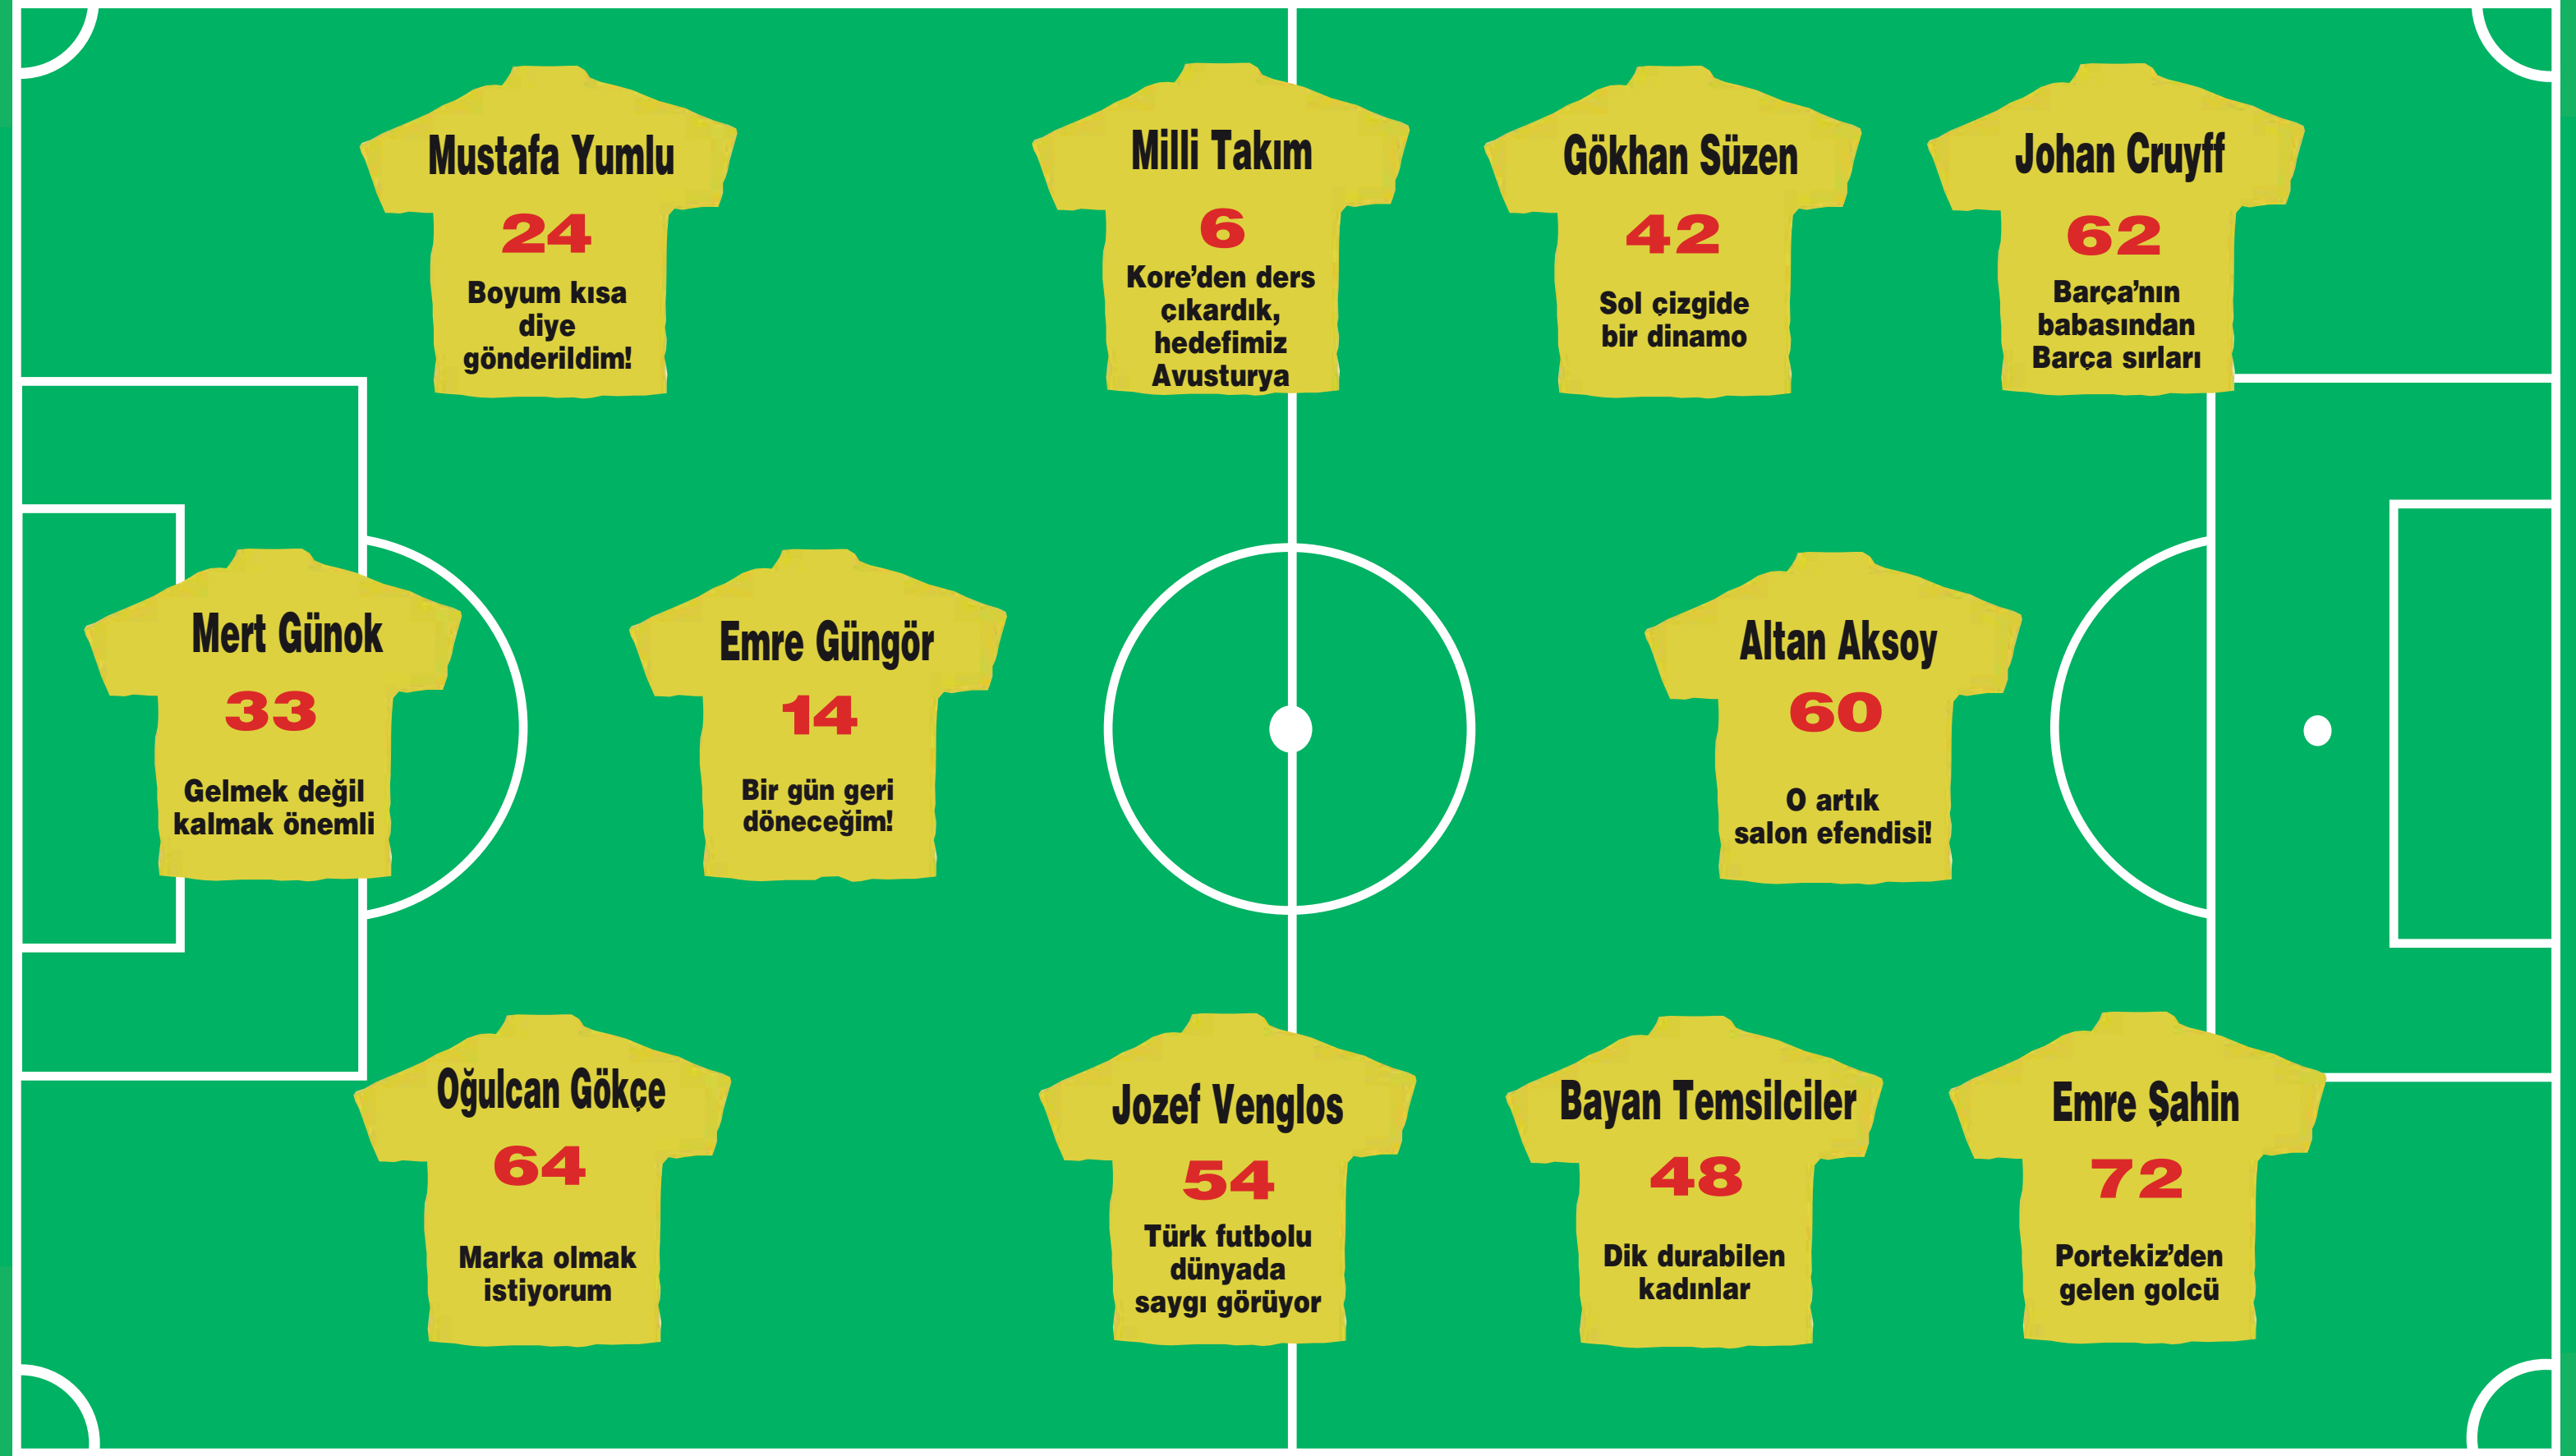 Mustafa Yumlu
24
Boyum kısa
diye
gönderildim!
Milli Takım
6
Kore’den ders
çıkardık,
hedefimiz
Avusturya
Gökhan Süzen
42
Sol çizgide
bir dinamo
Johan Cruyff
62
Barça’nın
babasından
Barça sırları
Mert Günok
33
Gelmek değil
kalmak önemli
Emre Güngör
14
Bir gün geri
döneceğim!
Altan Aksoy
60
O artık
salon efendisi!
Oğulcan Gökçe
64
Marka olmak
istiyorum
Jozef Venglos
54
Türk futbolu
dünyada
saygı görüyor
Bayan Temsilciler
48
Dik durabilen
kadınlar
Emre Şahin
72
Portekiz’den
gelen golcü